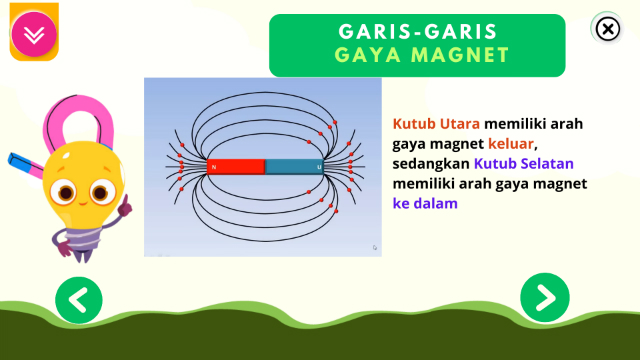 GARIS-GARIS
GAYA MAGNET
N
U
Kutub Utara memiliki arah
gaya magnet keluar,
sedangkan Kutub Selatan
memiliki arah gaya magnet
ke dalam